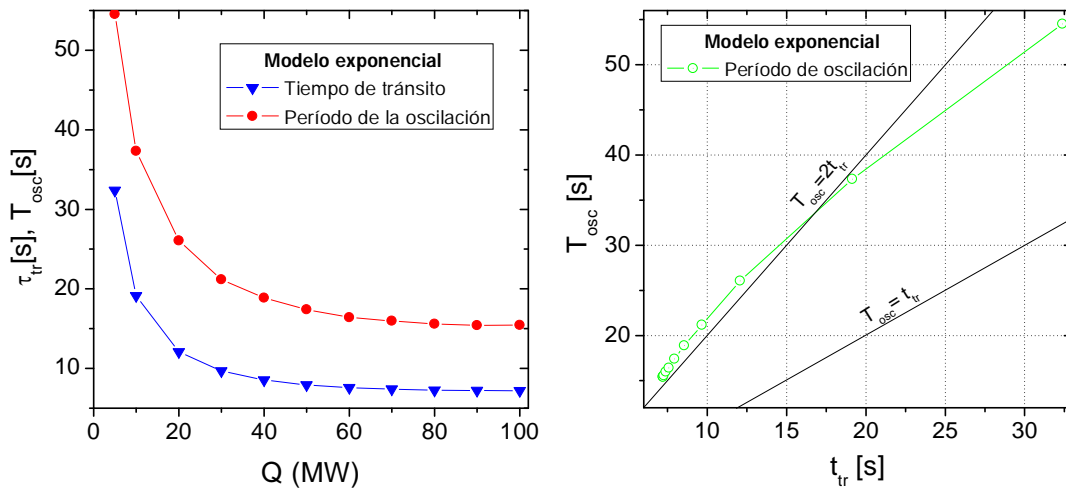 Modelo exponencial
Tiempo de tránsito
Período de la oscilación
50
40
30
20
10
τtr[s], Tosc[s]
0
20
40
60
80
100
Q (MW)
Modelo exponencial
Período de oscilación
50
40
30
20
Tosc [s]
Tosc=2ttr
Tosc= ttr
10
15
20
25
30
ttr [s]